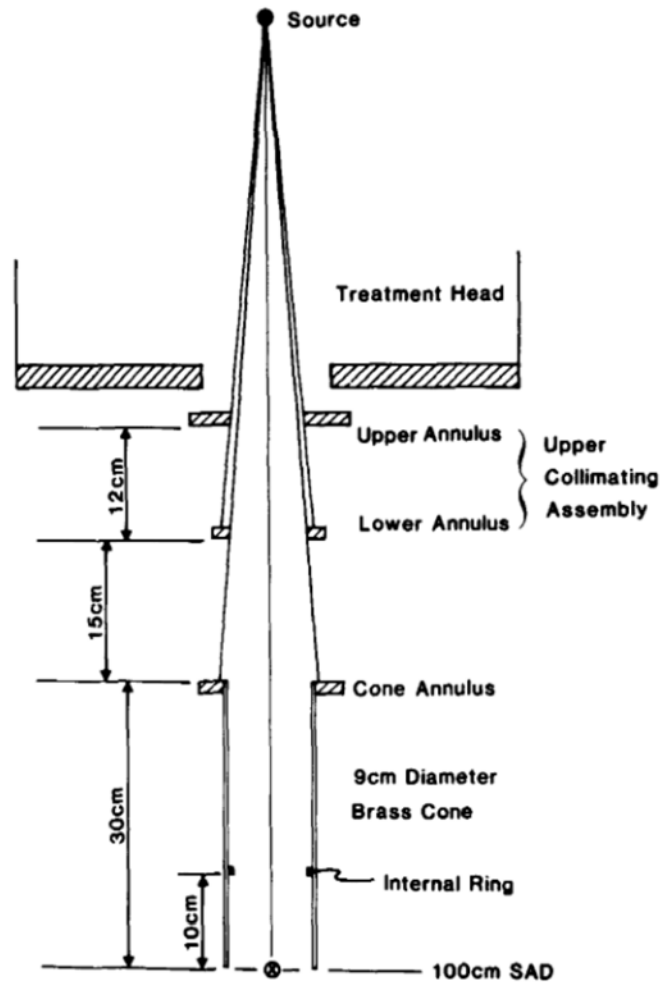 Source
Treatment Head
Upper Annulus
Upper
Collimating
Assembly
12cm
Lower Annulus
15cm
Cone Annulus
9cm Diameter
Brass Cone
30cm
Internal Ring
10cm
100cm SAD